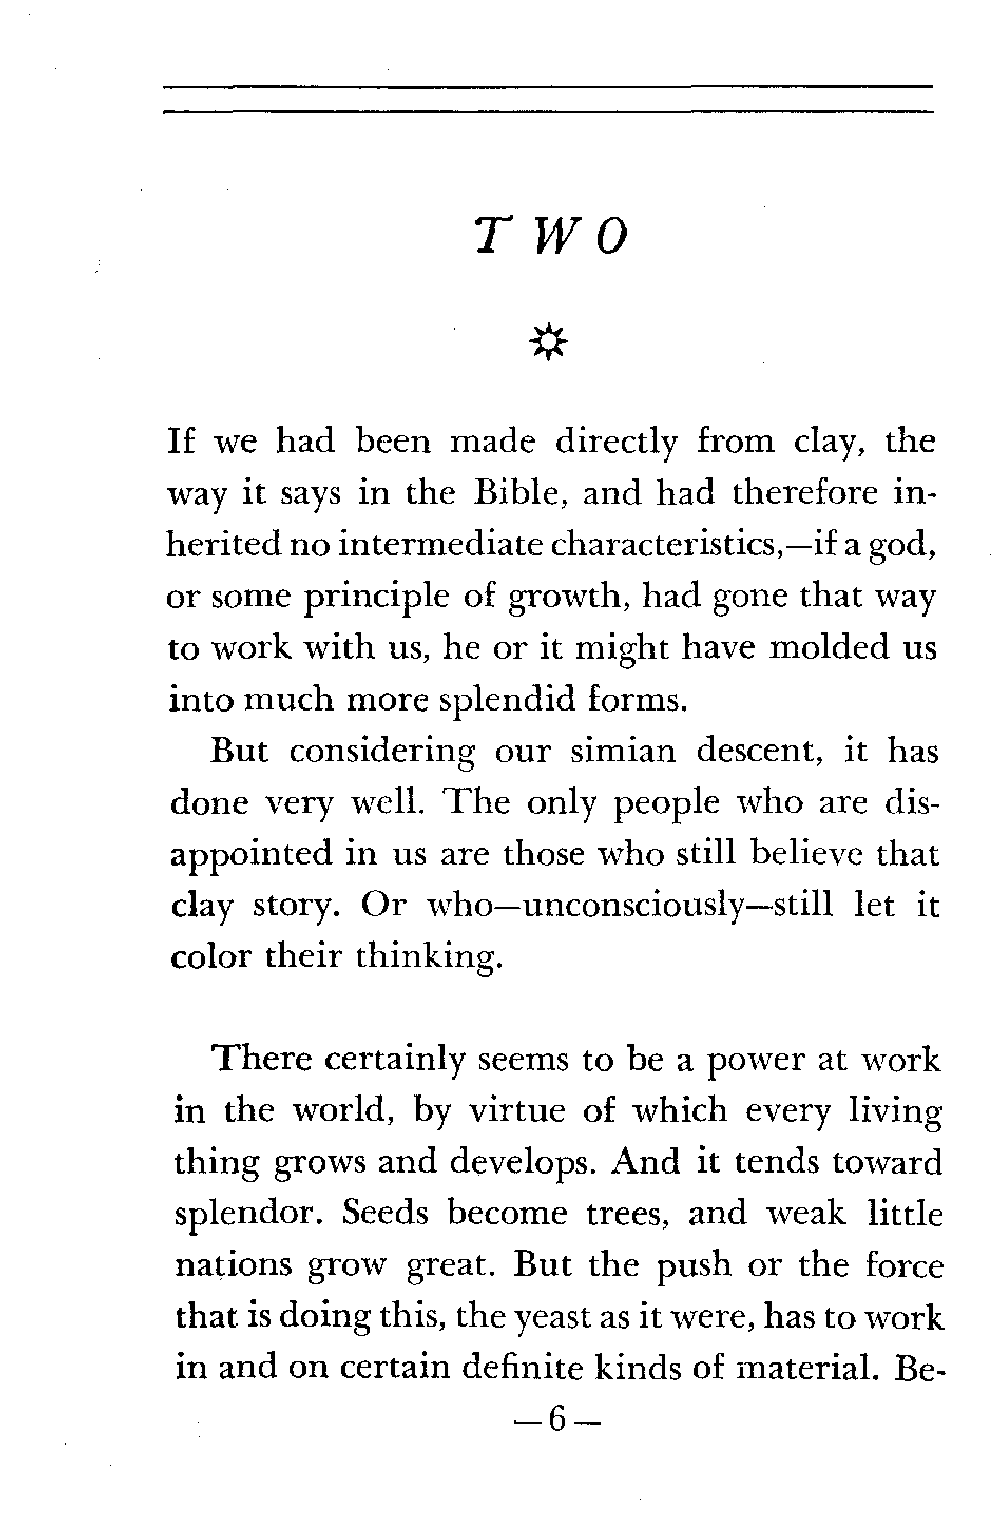 T W O
If we had been made directly from clay, the
way it says in the Bible, and had therefore in-
herited no intermediate characteristics,—if a god,
or some principle of growth, had gone that way
to work with us, he or it might have molded us
into much more splendid forms.
But considering our simian descent, it has
done very well. The only people who are dis-
appointed in us are those who still believe that
clay story. Or who—unconsciously—still let it
color their thinking.
There certainly seems to be a power at work
in the world, by virtue of which every living
thing grows and develops. And it tends toward
splendor. Seeds become trees, and weak little
nations grow great. But the push or the force
that is doing this, the yeast as it were, has to work
in and on certain definite kinds of material. Be-
—6—